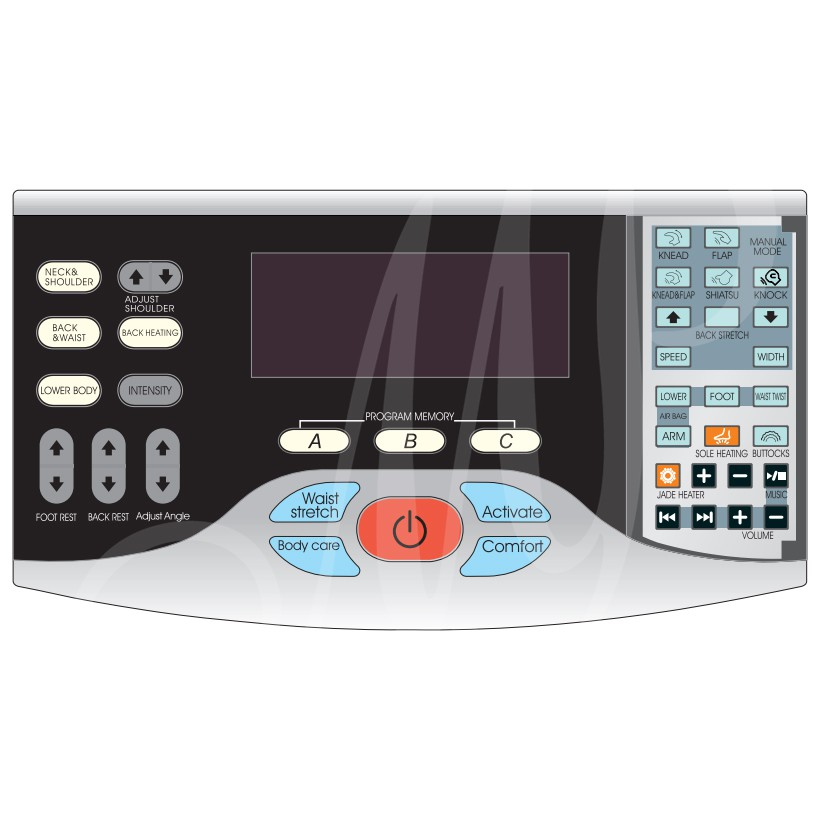 NECK&
SHOULDER
ADJUST
SHOULDER
BACK
&WAIST
BACK HEATING
LOWER BODY
INTENSITY
FOOT REST
BACK REST
Adjust Angle
PROGRAM MEMORY
A
B
C
Waist
stretch
Activate
Body care
Comfort
KNEAD
FLAP
MANUAL
MODE
KNEAD&FLAP
SHIATSU
KNOCK
BACK STRETCH
SPEED
WIDTH
LOWER
FOOT
WAIST TWIST
AIR BAG
ARM
SOLE HEATING
BUTTOCKS
JADE HEATER
MUSIC
VOLUME